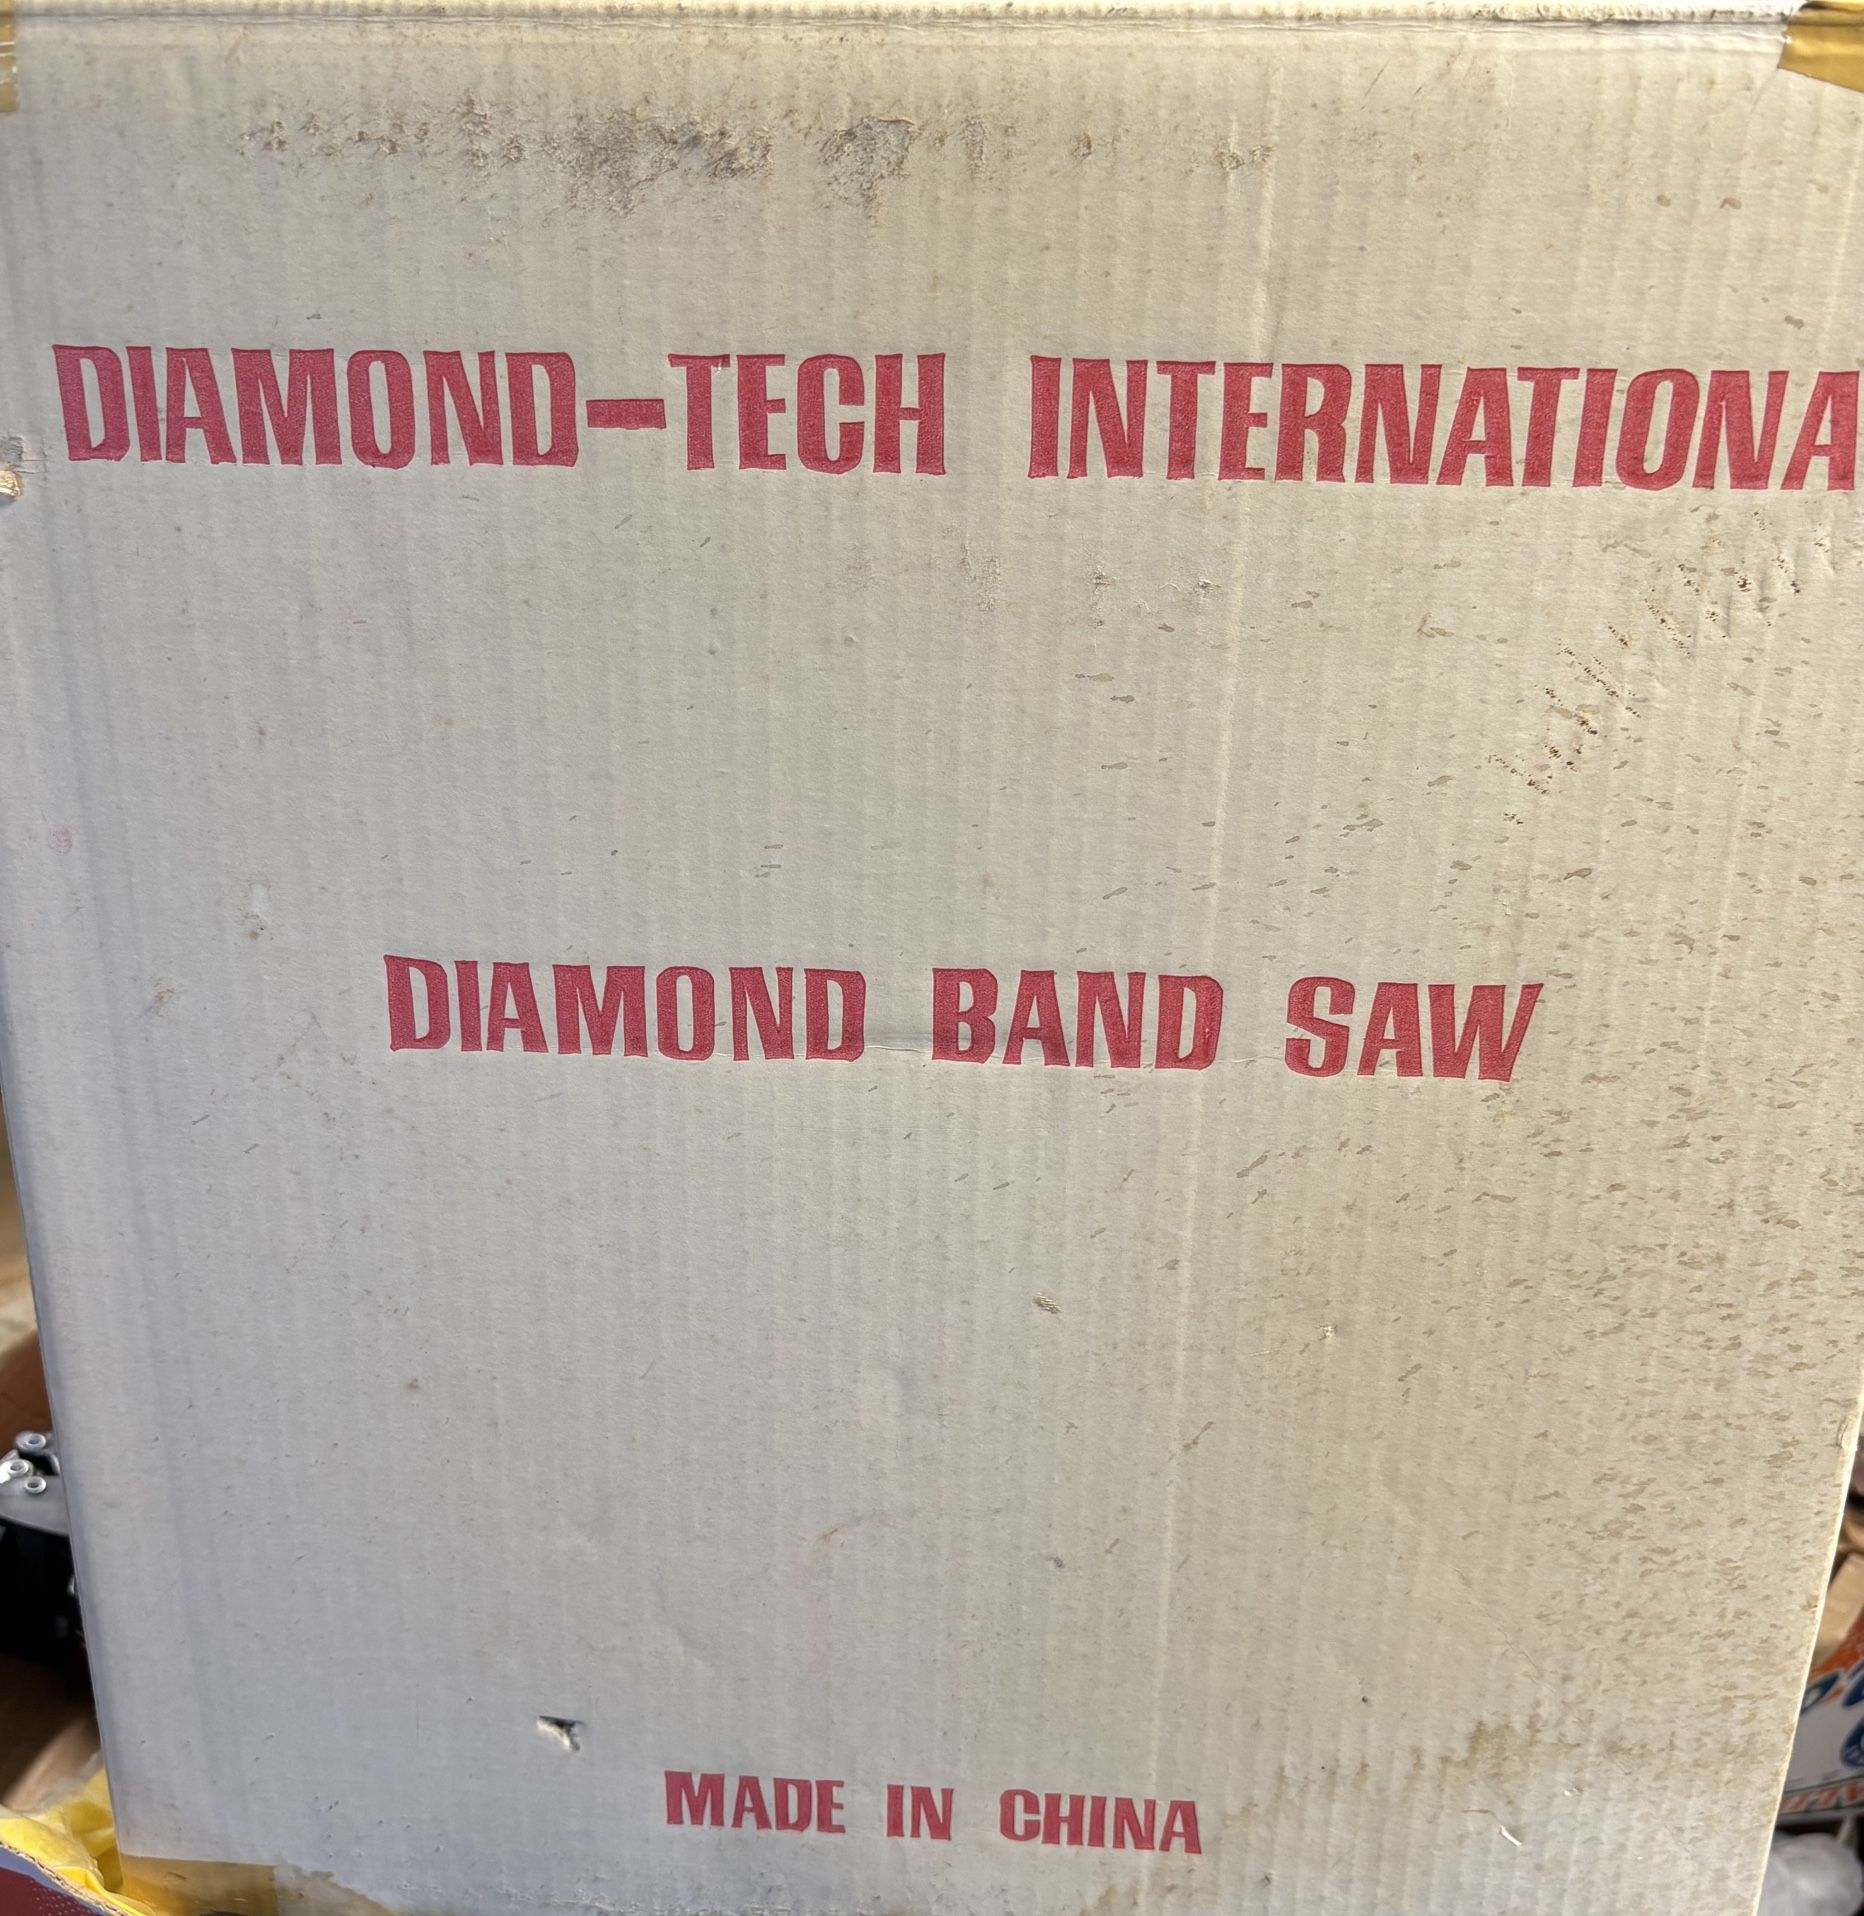 DIAMOND-TECH INTERNATIONA
DIAMOND BAND SAW
MADE IN CHINA